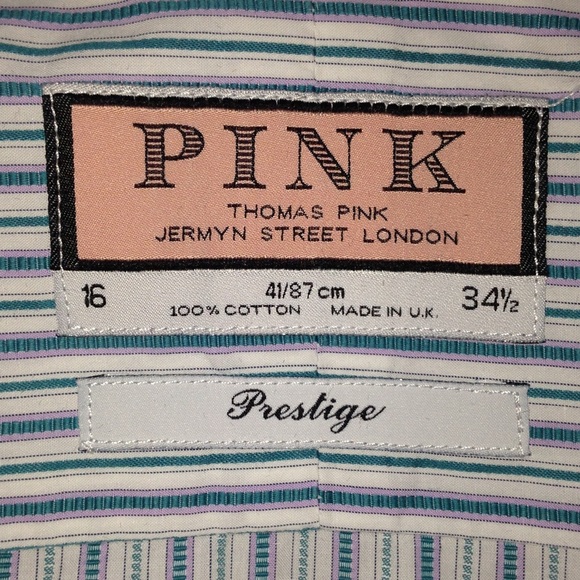 PINK
THOMAS PINK
JERMYN STREET LONDON
16 41/87 cm 34½
100% COTTON MADE IN U.K.
Prestige